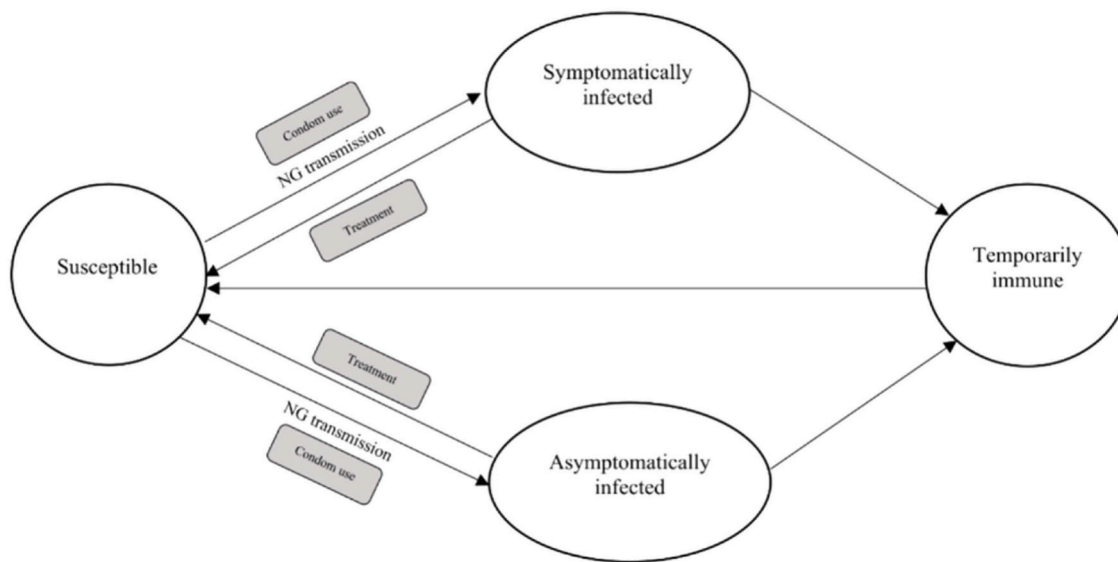 Symptomatically
infected
Condom use
NG transmission
Treatment
Susceptible
Temporarily
immune
Treatment
NG transmission
Condom use
Asymptomatically
infected